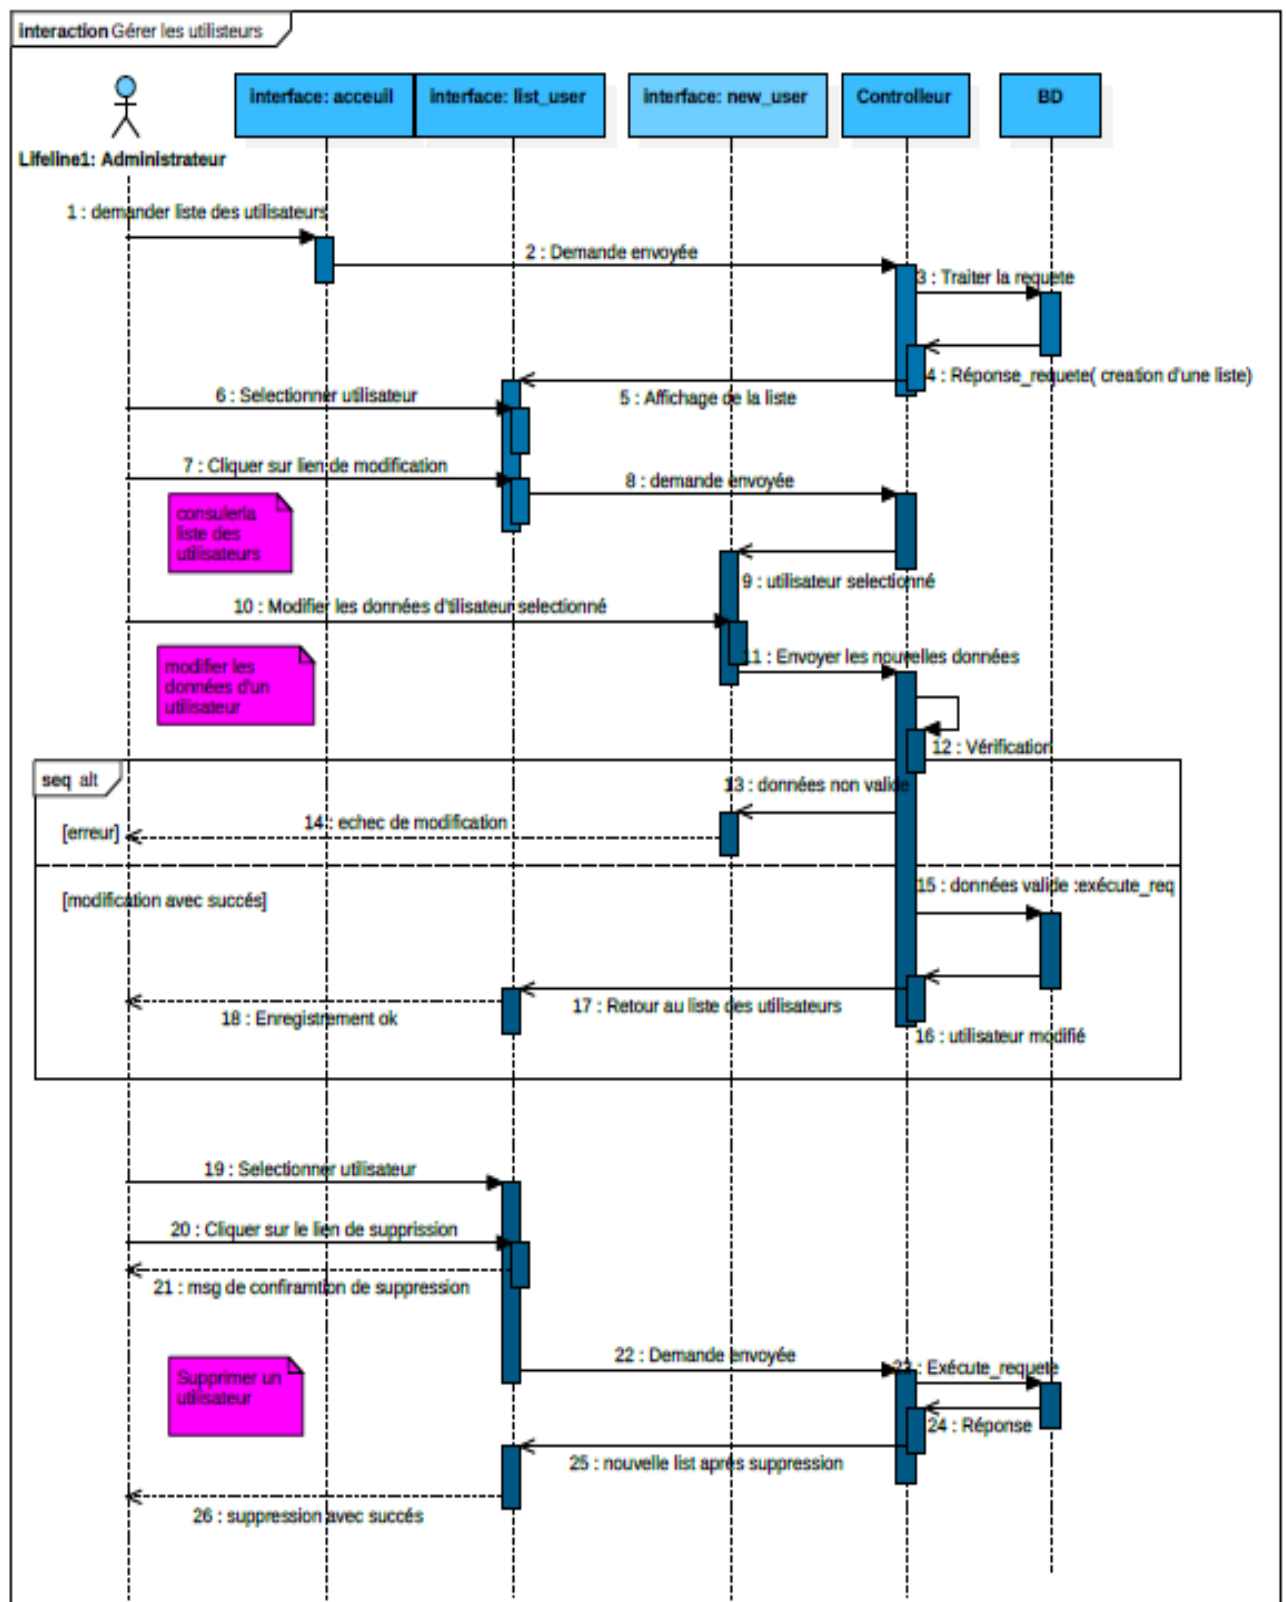 interaction Gérer les utilisteurs
interface: acceuil
interface: list_user
interface: new_user
Controlleur
BD
Lifeline1: Administrateur
1 : demander liste des utilisateurs
2 : Demande envoyée
3 : Traiter la requete
4 : Réponse_requete( creation d'une liste)
5 : Affichage de la liste
6 : Selectionner utilisateur
7 : Cliquer sur lien de modification
8 : demande envoyée
consulerla
liste des
utilisateurs
9 : utilisateur selectionné
10 : Modifier les données d'tilisateur selectionné
11 : Envoyer les nouvelles données
modifier les
données d'un
utilisateur
12 : Vérification
seq alt
13 : données non valide
14 : echec de modification
[erreur]
15 : données valide :exécute_req
[modification avec succés]
17 : Retour au liste des utilisateurs
18 : Enregistrement ok
16 : utilisateur modifié
19 : Selectionner utilisateur
20 : Cliquer sur le lien de supprission
21 : msg de confiramtion de suppression
22 : Demande envoyée
23 : Exécute_requete
Supprimer un
utilisateur
24 : Réponse
25 : nouvelle list aprés suppression
26 : suppression avec succés